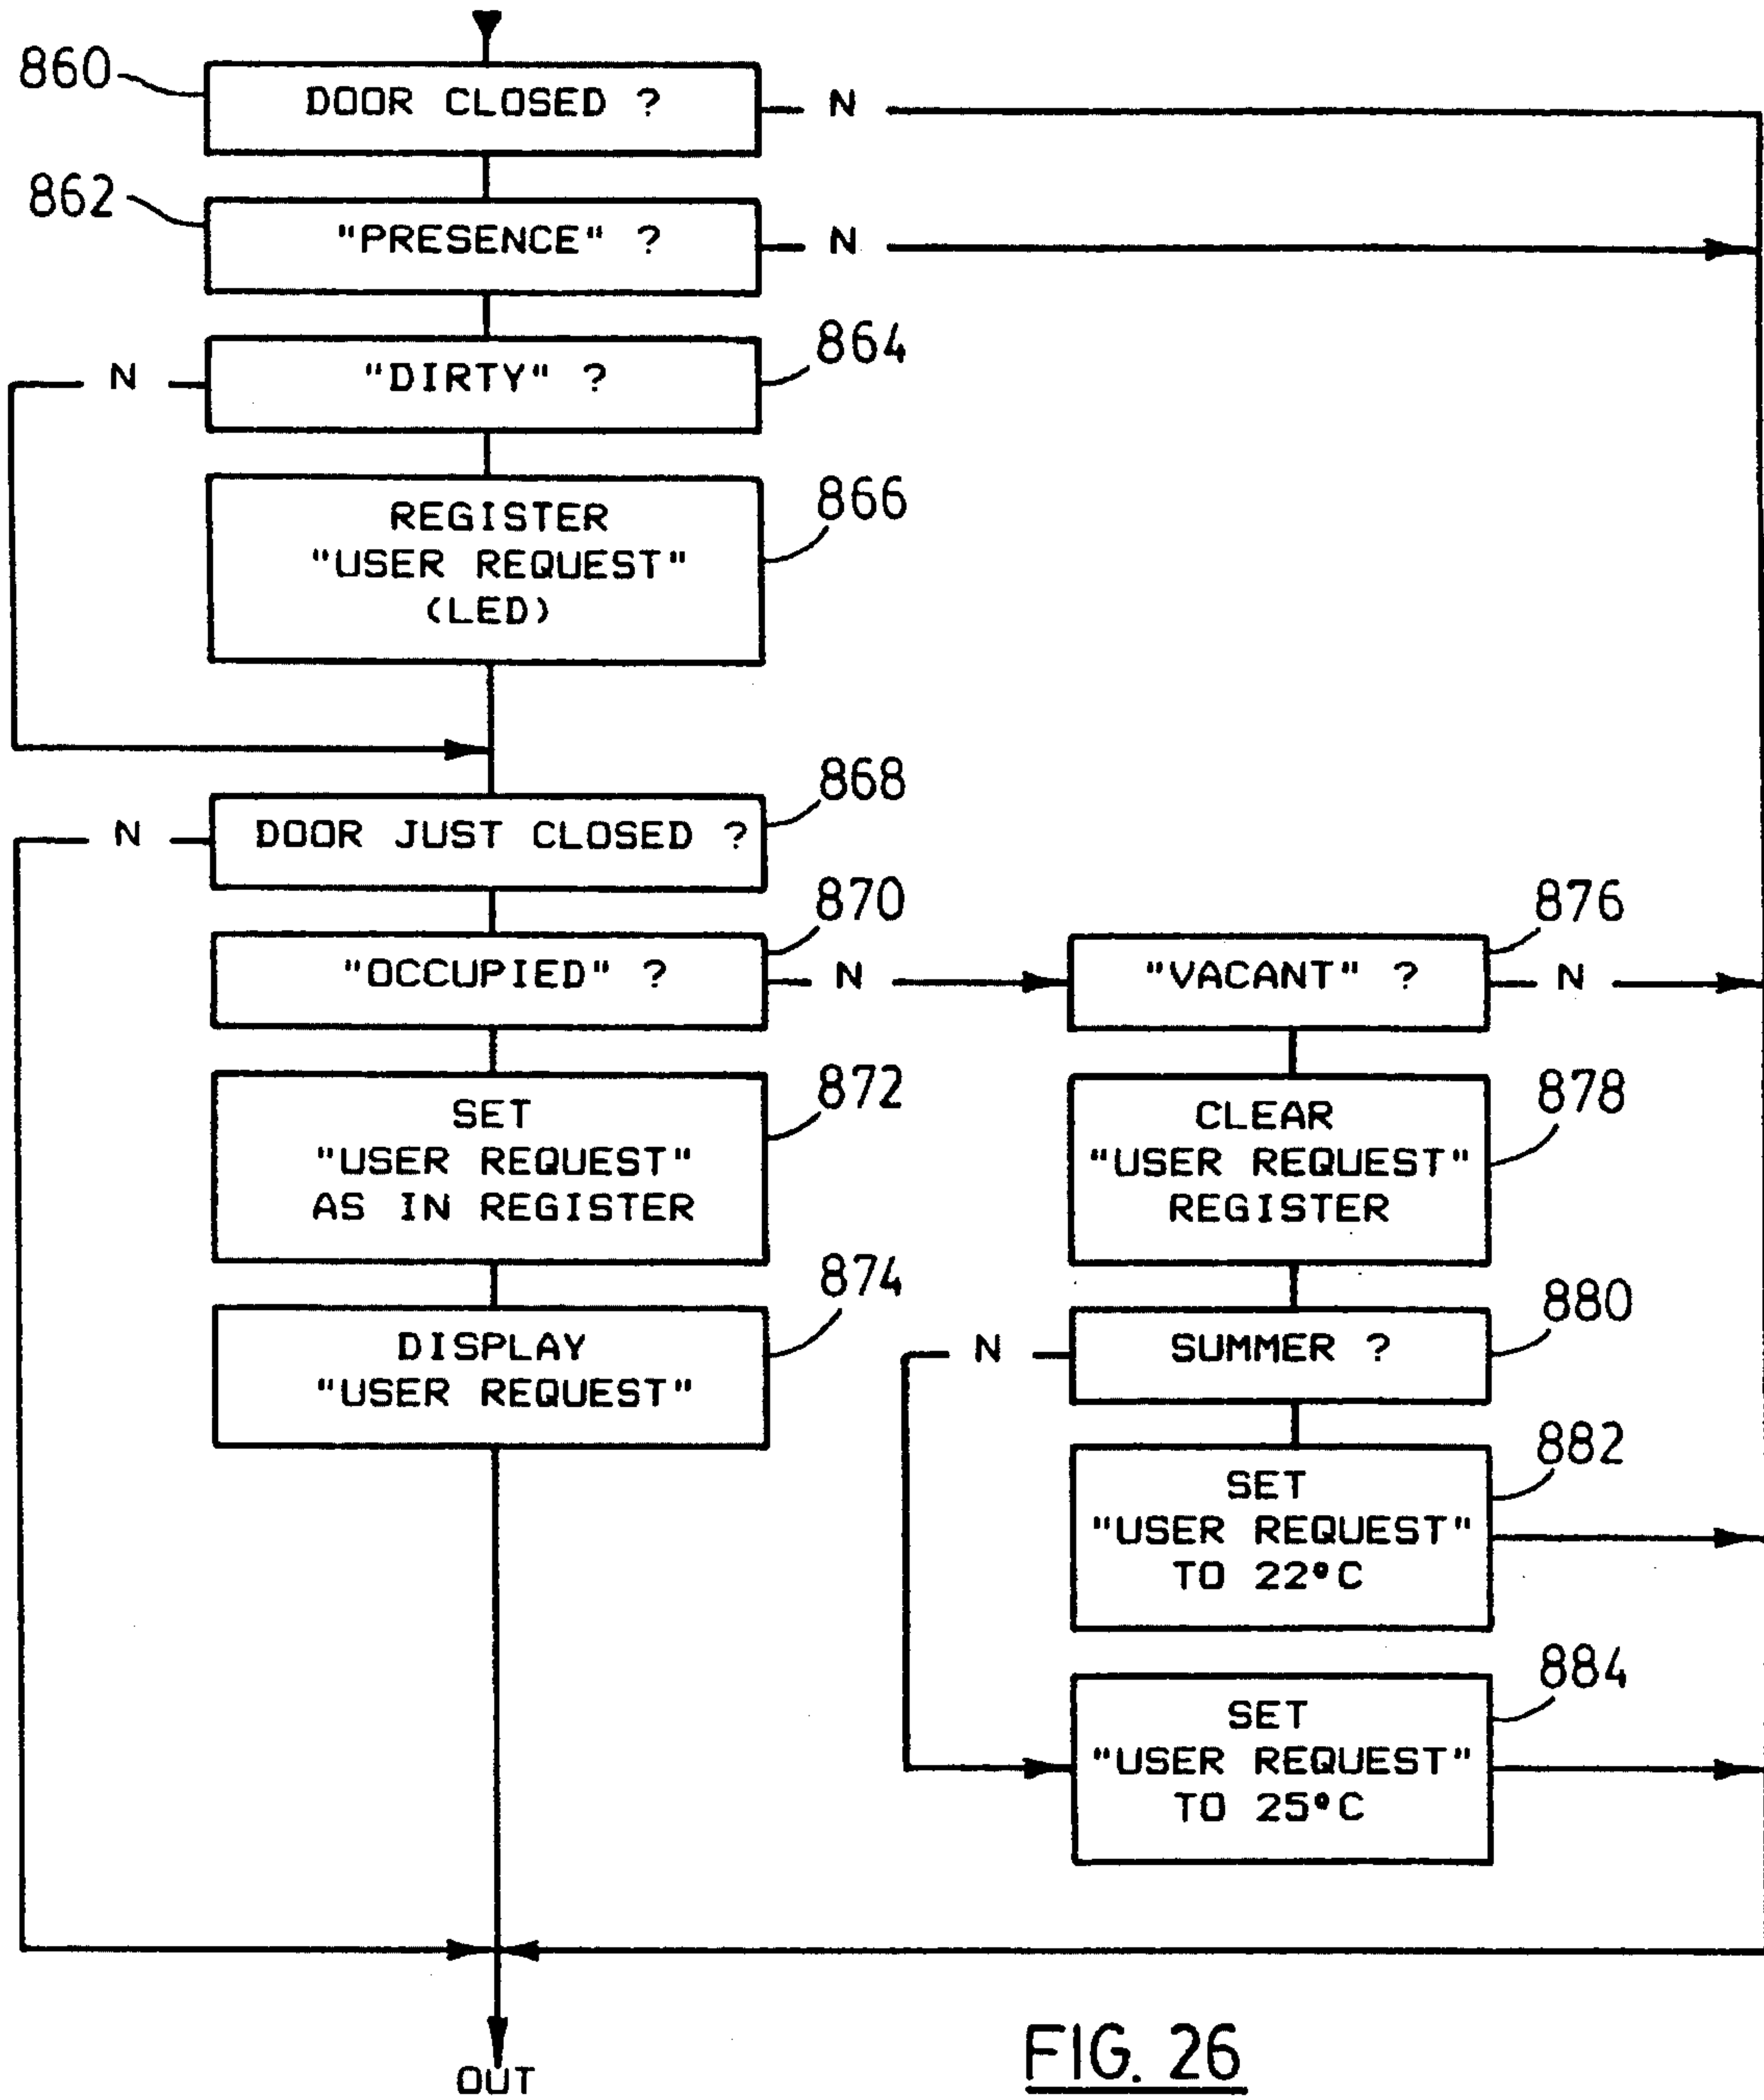 860
DOOR CLOSED ?
N
862
"PRESENCE" ?
N
864
N
"DIRTY" ?
866
REGISTER
"USER REQUEST"
(LED)
868
N
DOOR JUST CLOSED ?
870
"OCCUPIED" ?
N
876
"VACANT" ?
N
872
SET
"USER REQUEST"
AS IN REGISTER
878
CLEAR
"USER REQUEST"
REGISTER
874
DISPLAY
"USER REQUEST"
880
N
SUMMER ?
882
SET
"USER REQUEST"
TO 22°C
884
SET
"USER REQUEST"
TO 25°C
OUT
FIG. 26